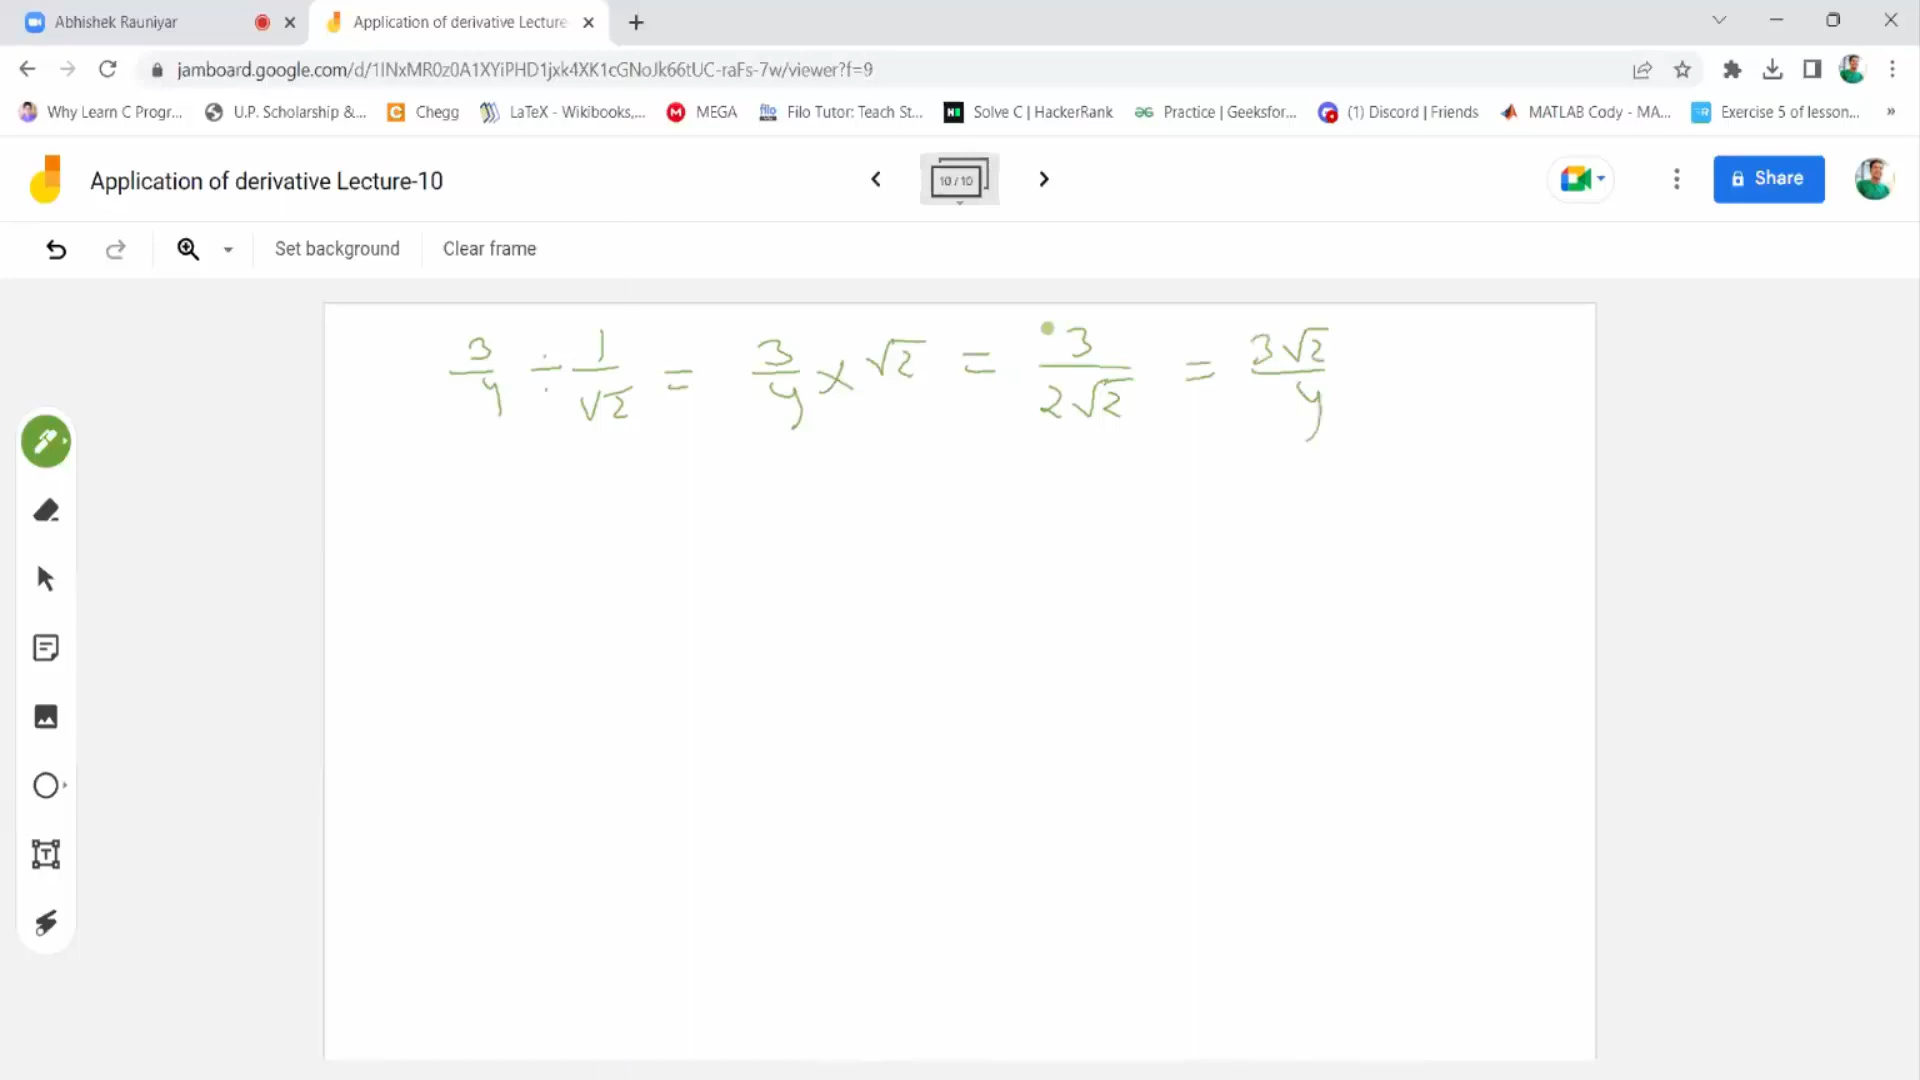 Abhishek Rauniyar
Application of derivative Lecture
jamboard.google.com/d/1INxMR0z0A1XYiPHD1jxk4XK1cGNoJk66tUC-raFs-7w/viewer?f=9
Why Learn C Progr... U.P. Scholarship &... Chegg LaTeX - Wikibooks,... MEGA Filo Tutor: Teach St... Solve C | HackerRank Practice | Geeksfor... (1) Discord | Friends MATLAB Cody - MA... Exercise 5 of lesson... »
Application of derivative Lecture-10
10 / 10
Share
Set background Clear frame
3/4 ÷ 1/√2 = 3/4 × √2 = 3/2√2 = 3√2/4